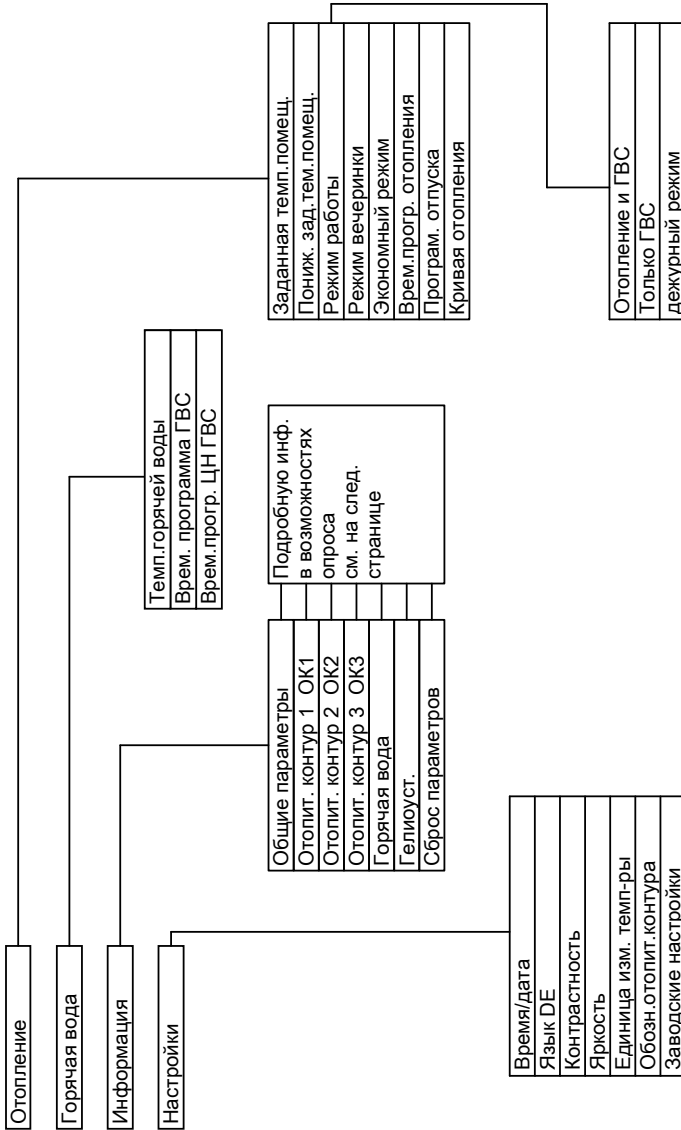 Отопление
Горячая вода
Информация
Настройки
Заданная темп.помещ.
Пониж. зад.тем.помещ.
Режим работы
Режим вечеринки
Экономный режим
Врем.прогр. отопления
Програм. отпуска
Кривая отопления
Отопление и ГВС
Только ГВС
дежурный режим
Темп.горячей воды
Врем. программа ГВС
Врем.прогр. ЦН ГВС
Общие параметры
Отопит. контур 1 ОК1
Отопит. контур 2 ОК2
Отопит. контур 3 ОК3
Горячая вода
Гелиоуст.
Сброс параметров
Подробную инф.
в возможностях
опроса
см. на след.
странице
Время/дата
Язык DE
Контрастность
Яркость
Единица изм. темп-ры
Обозн.отопит.контура
Заводские настройки